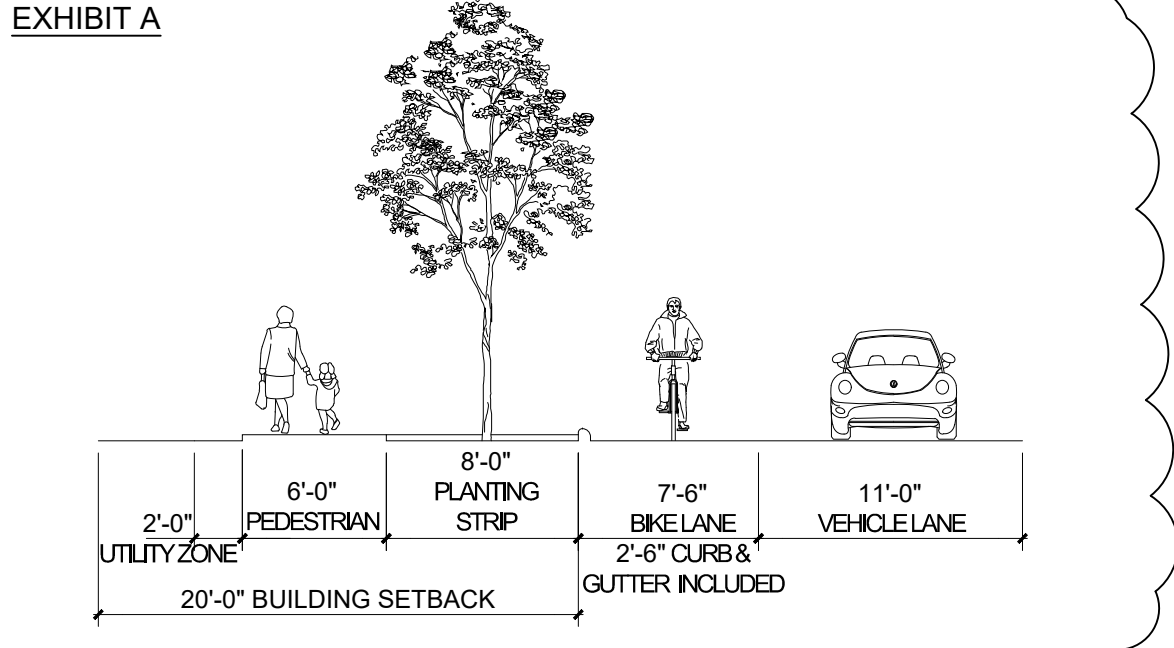 EXHIBIT A
2'-0"
UTILITY ZONE
6'-0"
PEDESTRIAN
8'-0"
PLANTING
STRIP
7'-6"
BIKE LANE
2'-6" CURB &
GUTTER INCLUDED
11'-0"
VEHICLE LANE
20'-0" BUILDING SETBACK